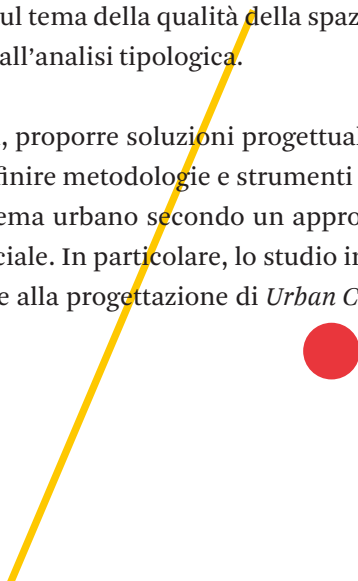 ul tema della qualità della spaz
all’analisi tipologica.
, proporre soluzioni progettual
finire metodologie e strumenti
ema urbano secondo un appro
ciale. In particolare, lo studio in
e alla progettazione di Urban C